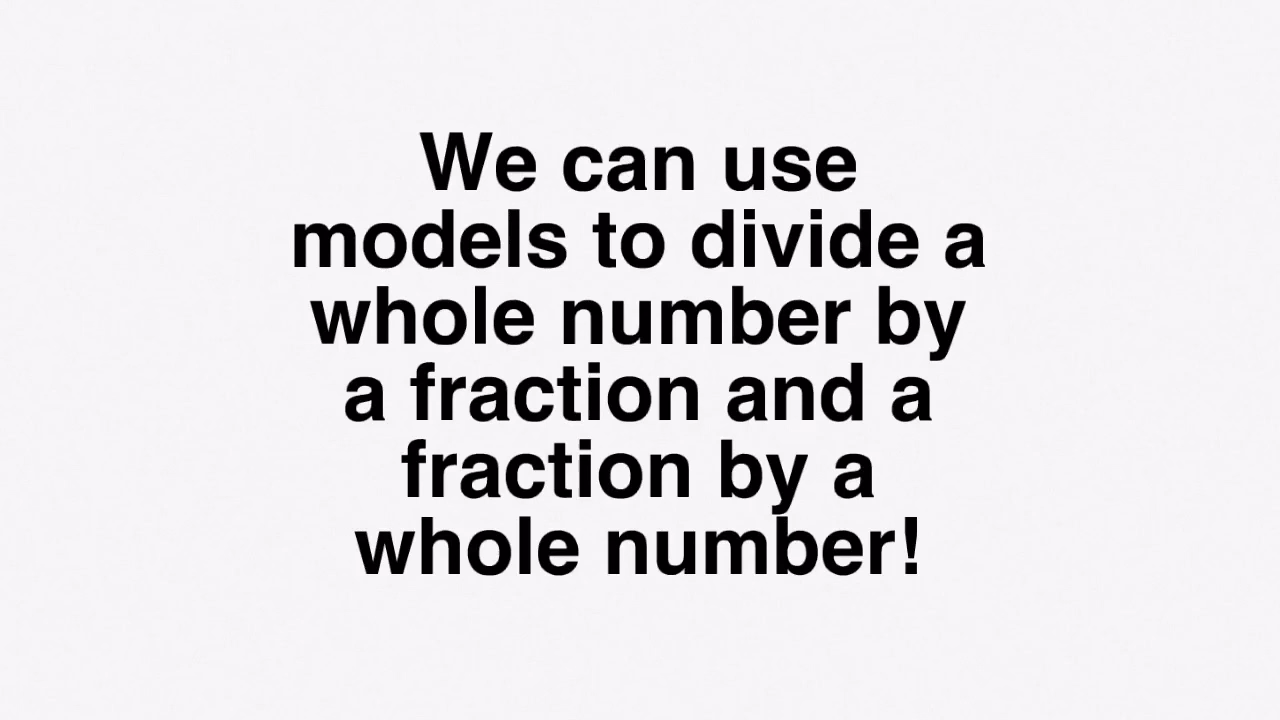 We can use
models to divide a
whole number by
a fraction and a
fraction by a
whole number!